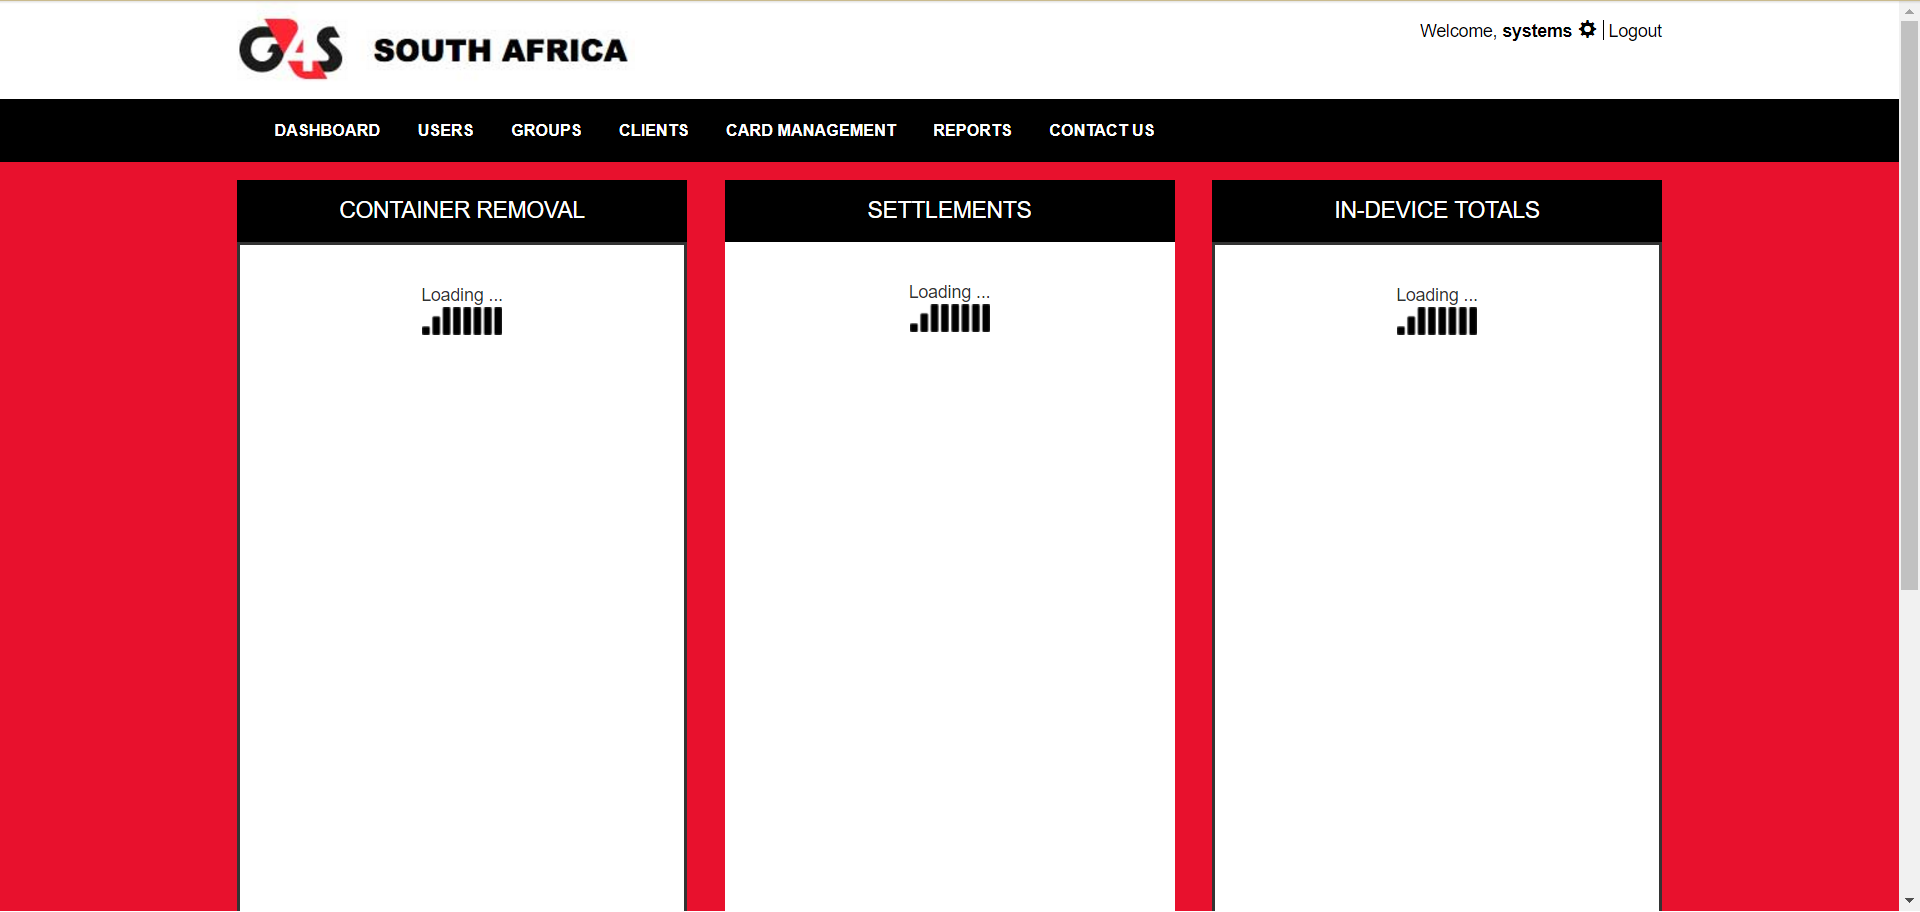 G4S SOUTH AFRICA
Welcome, systems | Logout
DASHBOARD USERS GROUPS CLIENTS CARD MANAGEMENT REPORTS CONTACT US
CONTAINER REMOVAL
Loading ...
SETTLEMENTS
Loading ...
IN-DEVICE TOTALS
Loading ...